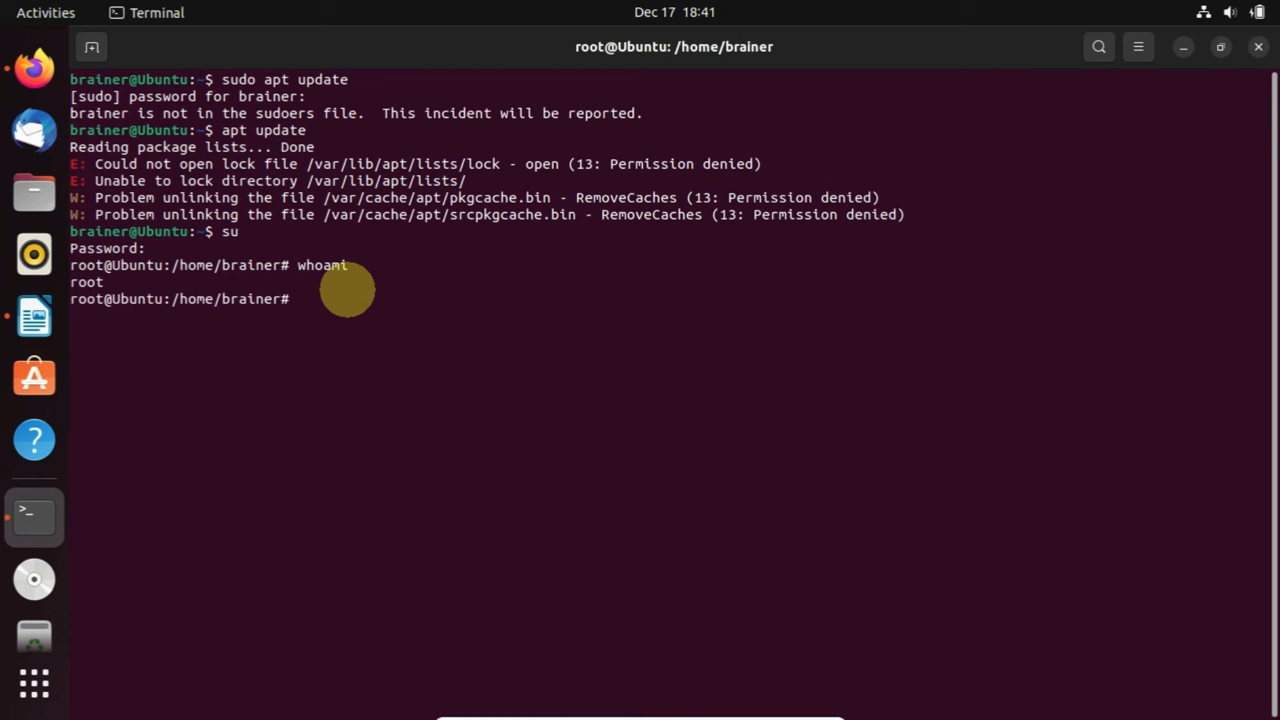 Activities Terminal Dec 17 18:41
root@Ubuntu: /home/brainer
brainer@Ubuntu:~$ sudo apt update
[sudo] password for brainer:
brainer is not in the sudoers file.  This incident will be reported.
brainer@Ubuntu:~$ apt update
Reading package lists... Done
E: Could not open lock file /var/lib/apt/lists/lock - open (13: Permission denied)
E: Unable to lock directory /var/lib/apt/lists/
W: Problem unlinking the file /var/cache/apt/pkgcache.bin - RemoveCaches (13: Permission denied)
W: Problem unlinking the file /var/cache/apt/srcpkgcache.bin - RemoveCaches (13: Permission denied)
brainer@Ubuntu:~$ su
Password:
root@Ubuntu:/home/brainer# whoami
root
root@Ubuntu:/home/brainer#